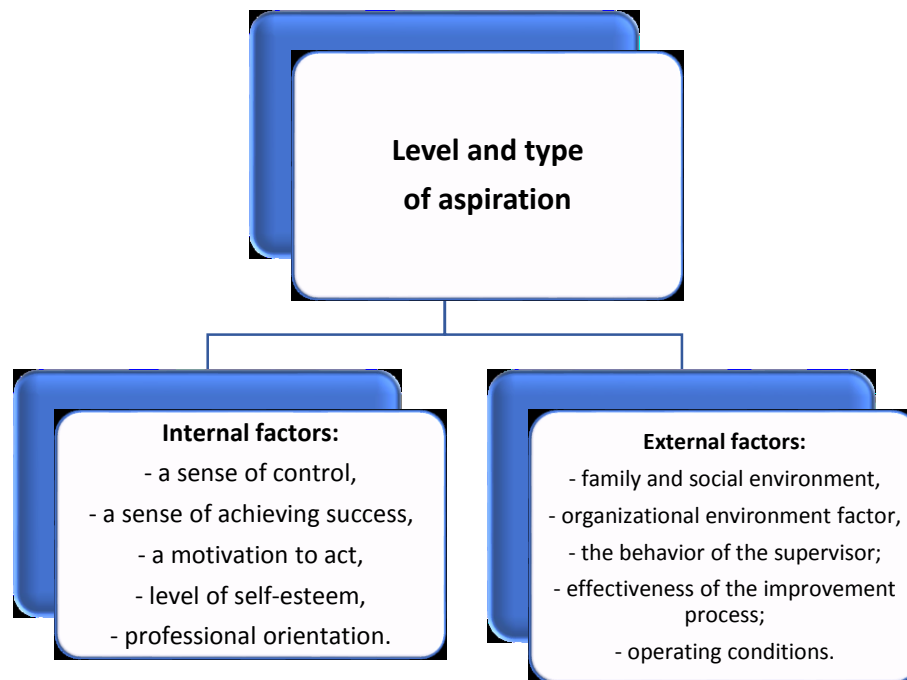 Level and type
of aspiration
Internal factors:
- a sense of control,
- a sense of achieving success,
- a motivation to act,
- level of self-esteem,
- professional orientation.
External factors:
- family and social environment,
- organizational environment factor,
- the behavior of the supervisor;
- effectiveness of the improvement
process;
- operating conditions.